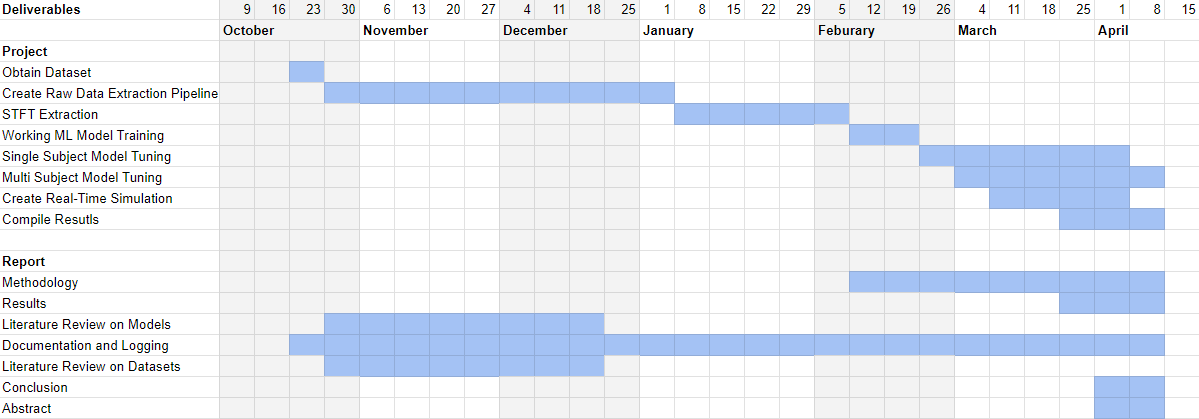 Deliverables 9 16 23 30 6 13 20 27 4 11 18 25 1 8 15 22 29 5 12 19 26 4 11 18 25 1 8 15
October November December January Feburary March April
Project
Obtain Dataset
Create Raw Data Extraction Pipeline
STFT Extraction
Working ML Model Training
Single Subject Model Tuning
Multi Subject Model Tuning
Create Real-Time Simulation
Compile Resutls
Report
Methodology
Results
Literature Review on Models
Documentation and Logging
Literature Review on Datasets
Conclusion
Abstract